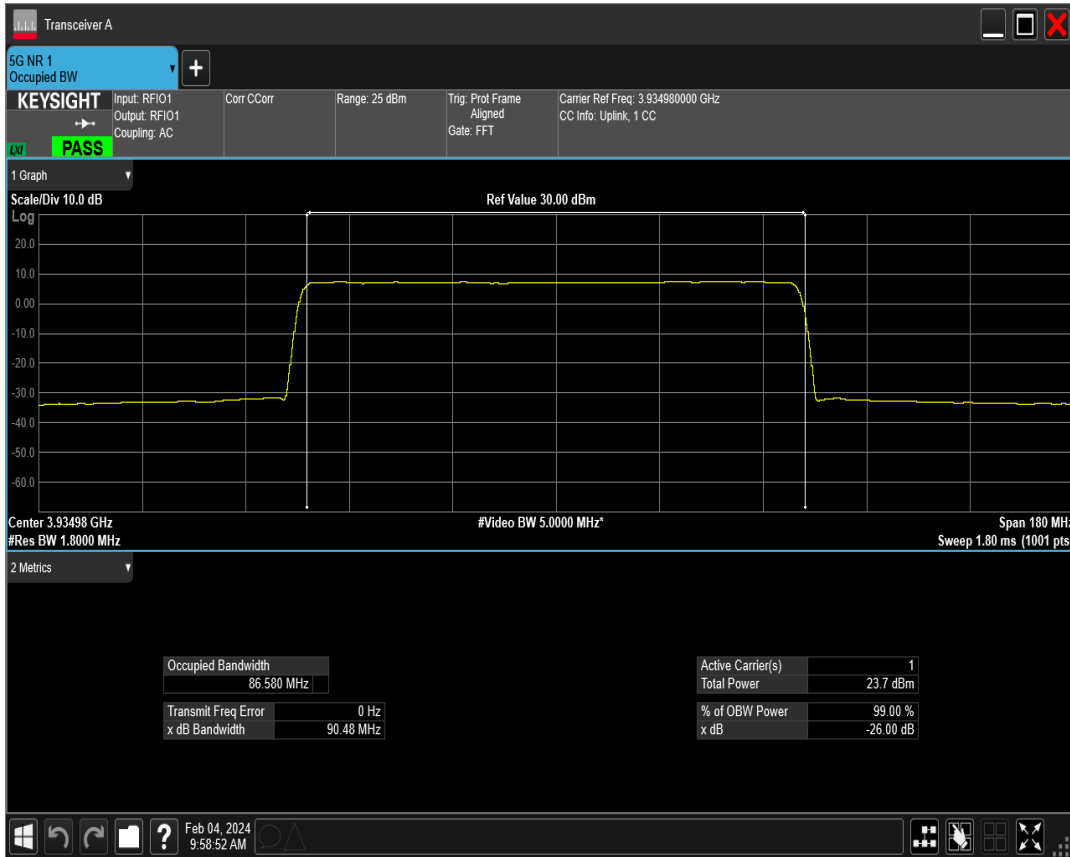 Transceiver A
5G NR 1
Occupied BW
KEYSIGHT
LXI
PASS
Input: RFIO1
Output: RFIO1
Coupling: AC
Corr CCorr
Range: 25 dBm
Trig: Prot Frame
Aligned
Gate: FFT
Carrier Ref Freq: 3.934980000 GHz
CC Info: Uplink, 1 CC
1 Graph
Scale/Div 10.0 dB
Ref Value 30.00 dBm
Log
20.0
10.0
0.00
-10.0
-20.0
-30.0
-40.0
-50.0
-60.0
Center 3.93498 GHz
#Video BW 5.0000 MHz*
Span 180 MHz
#Res BW 1.8000 MHz
Sweep 1.80 ms (1001 pts
2 Metrics
Occupied Bandwidth
86.580 MHz
Transmit Freq Error 0 Hz
x dB Bandwidth 90.48 MHz
Active Carrier(s) 1
Total Power 23.7 dBm
% of OBW Power 99.00 %
x dB -26.00 dB
Feb 04, 2024
9:58:52 AM